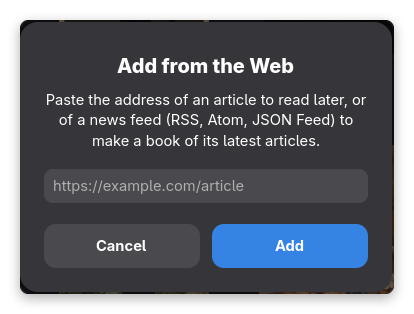 Add from the Web
Paste the address of an article to read later, or
of a news feed (RSS, Atom, JSON Feed) to
make a book of its latest articles.
https://example.com/article
Cancel
Add